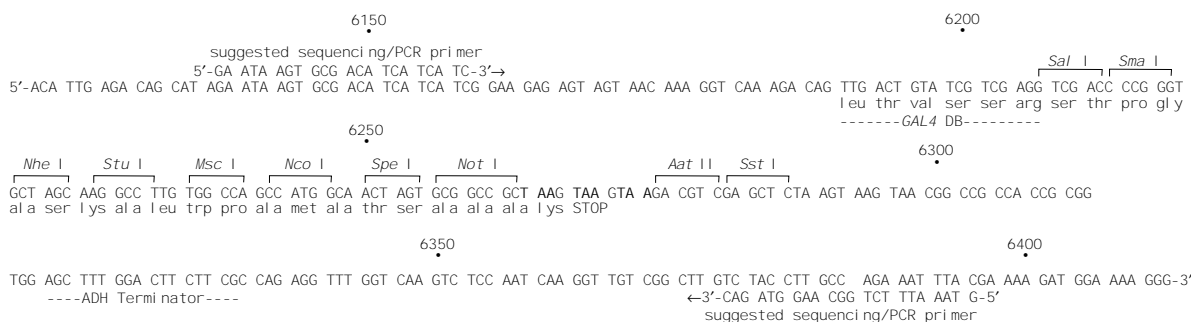 6150 6200
suggested sequencing/PCR primer
5′-GA ATA AGT GCG ACA TCA TCA TC-3′→ Sal I Sma I
5′-ACA TTG AGA CAG CAT AGA ATA AGT GCG ACA TCA TCA TCG GAA GAG AGT AGT AAC AAA GGT CAA AGA CAG TTG ACT GTA TCG TCG AGG TCG ACC CCG GGT
leu thr val ser ser arg ser thr pro gly
-------GAL4 DB---------
6250 6300
Nhe I Stu I Msc I Nco I Spe I Not I Aat II Sst I
GCT AGC AAG GCC TTG TGG CCA GCC ATG GCA ACT AGT GCG GCC GCT AAG TAA GTA AGA CGT CGA GCT CTA AGT AAG TAA CGG CCG CCA CCG CGG
ala ser lys ala leu trp pro ala met ala thr ser ala ala ala lys STOP
6350 6400
TGG AGC TTT GGA CTT CTT CGC CAG AGG TTT GGT CAA GTC TCC AAT CAA GGT TGT CGG CTT GTC TAC CTT GCC AGA AAT TTA CGA AAA GAT GGA AAA GGG-3′
----ADH Terminator---- ←3′-CAG ATG GAA CGG TCT TTA AAT G-5′
suggested sequencing/PCR primer